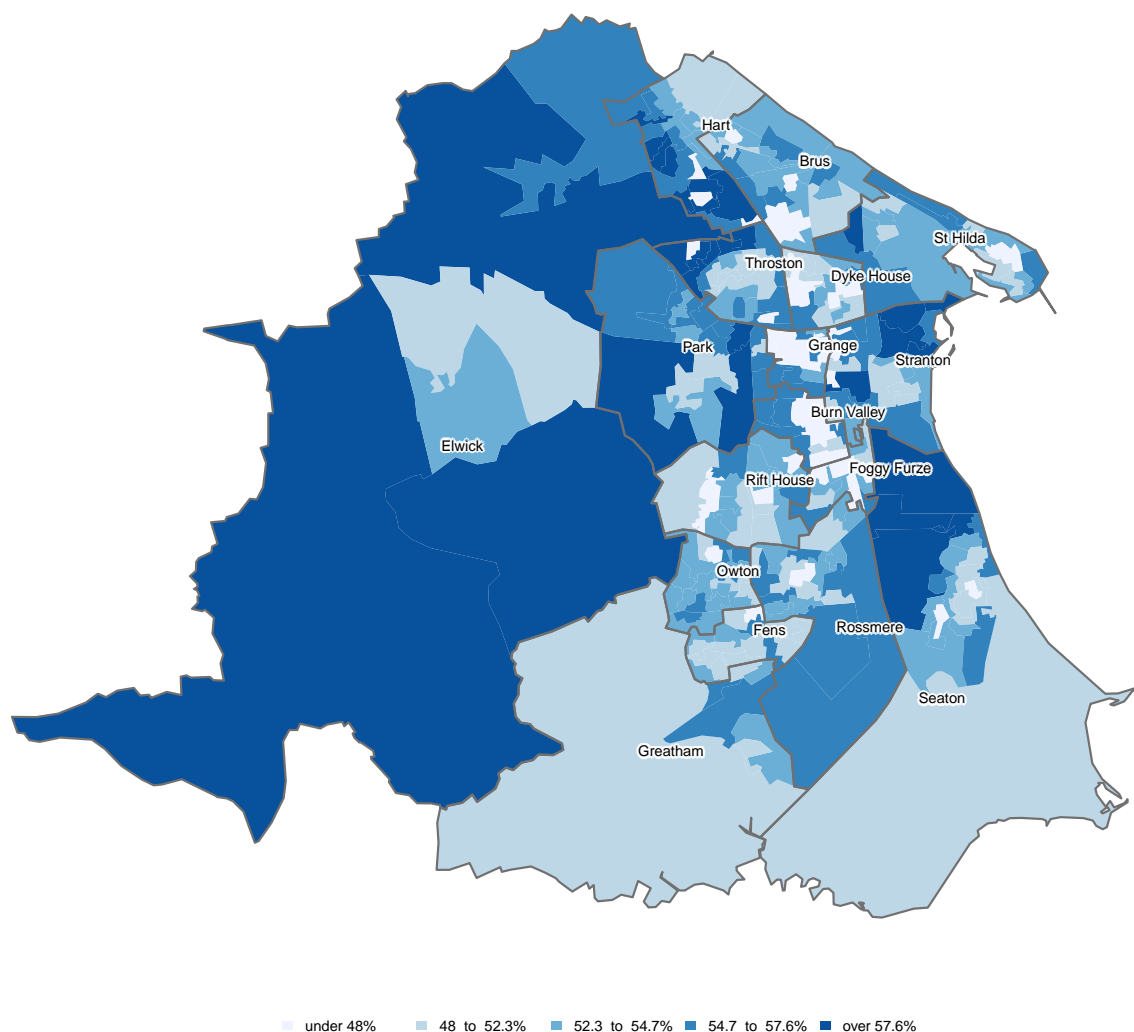 Hart
Brus
St Hilda
Throston
Dyke House
Park
Grange
Stranton
Burn Valley
Elwick
Foggy Furze
Rift House
Owton
Fens
Rossmere
Seaton
Greatham
under 48% 48 to 52.3% 52.3 to 54.7% 54.7 to 57.6% over 57.6%